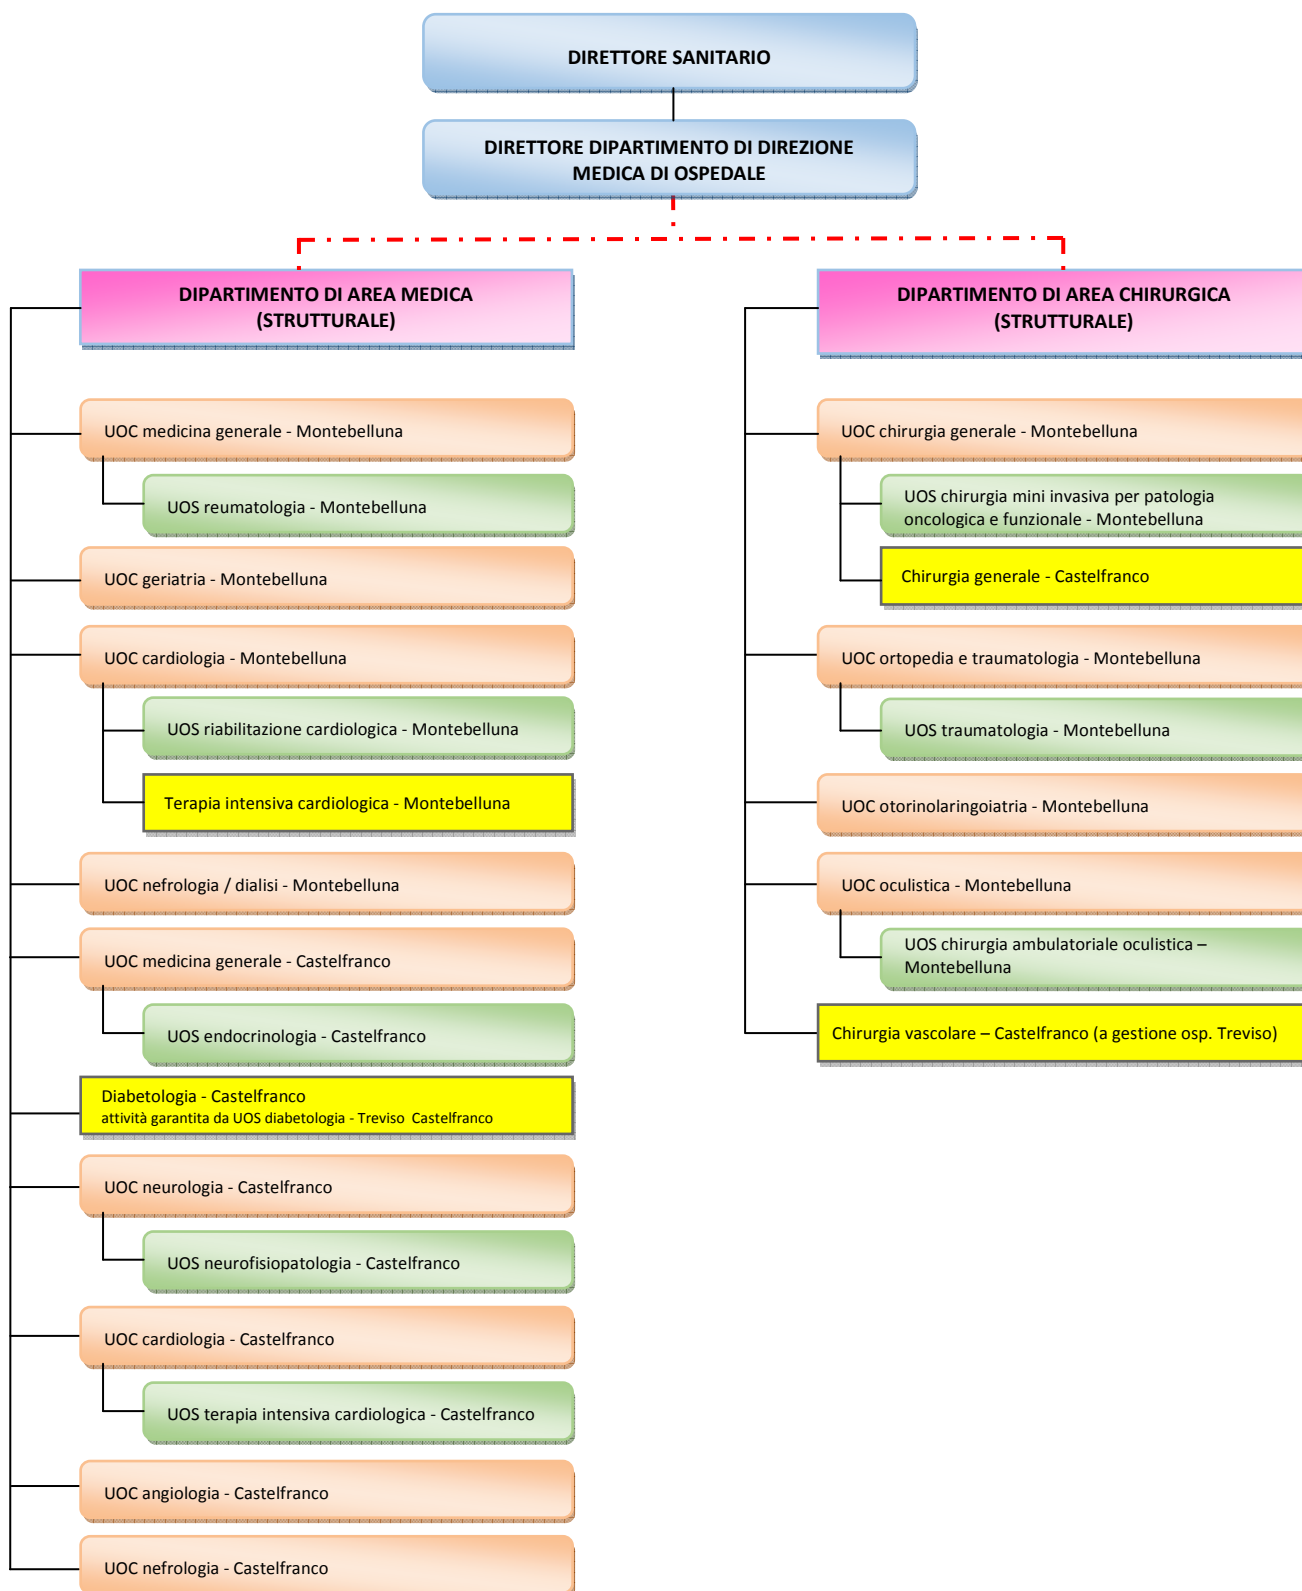 DIRETTORE SANITARIO
DIRETTORE DIPARTIMENTO DI DIREZIONE
MEDICA DI OSPEDALE
DIPARTIMENTO DI AREA MEDICA
(STRUTTURALE)
UOC medicina generale - Montebelluna
UOS reumatologia - Montebelluna
UOC geriatria - Montebelluna
UOC cardiologia - Montebelluna
UOS riabilitazione cardiologica - Montebelluna
Terapia intensiva cardiologica - Montebelluna
UOC nefrologia / dialisi - Montebelluna
UOC medicina generale - Castelfranco
UOS endocrinologia - Castelfranco
Diabetologia - Castelfranco
attività garantita da UOS diabetologia - Treviso  Castelfranco
UOC neurologia - Castelfranco
UOS neurofisiopatologia - Castelfranco
UOC cardiologia - Castelfranco
UOS terapia intensiva cardiologica - Castelfranco
UOC angiologia - Castelfranco
UOC nefrologia - Castelfranco
DIPARTIMENTO DI AREA CHIRURGICA
(STRUTTURALE)
UOC chirurgia generale - Montebelluna
UOS chirurgia mini invasiva per patologia
oncologica e funzionale - Montebelluna
Chirurgia generale - Castelfranco
UOC ortopedia e traumatologia - Montebelluna
UOS traumatologia - Montebelluna
UOC otorinolaringoiatria - Montebelluna
UOC oculistica - Montebelluna
UOS chirurgia ambulatoriale oculistica –
Montebelluna
Chirurgia vascolare – Castelfranco (a gestione osp. Treviso)